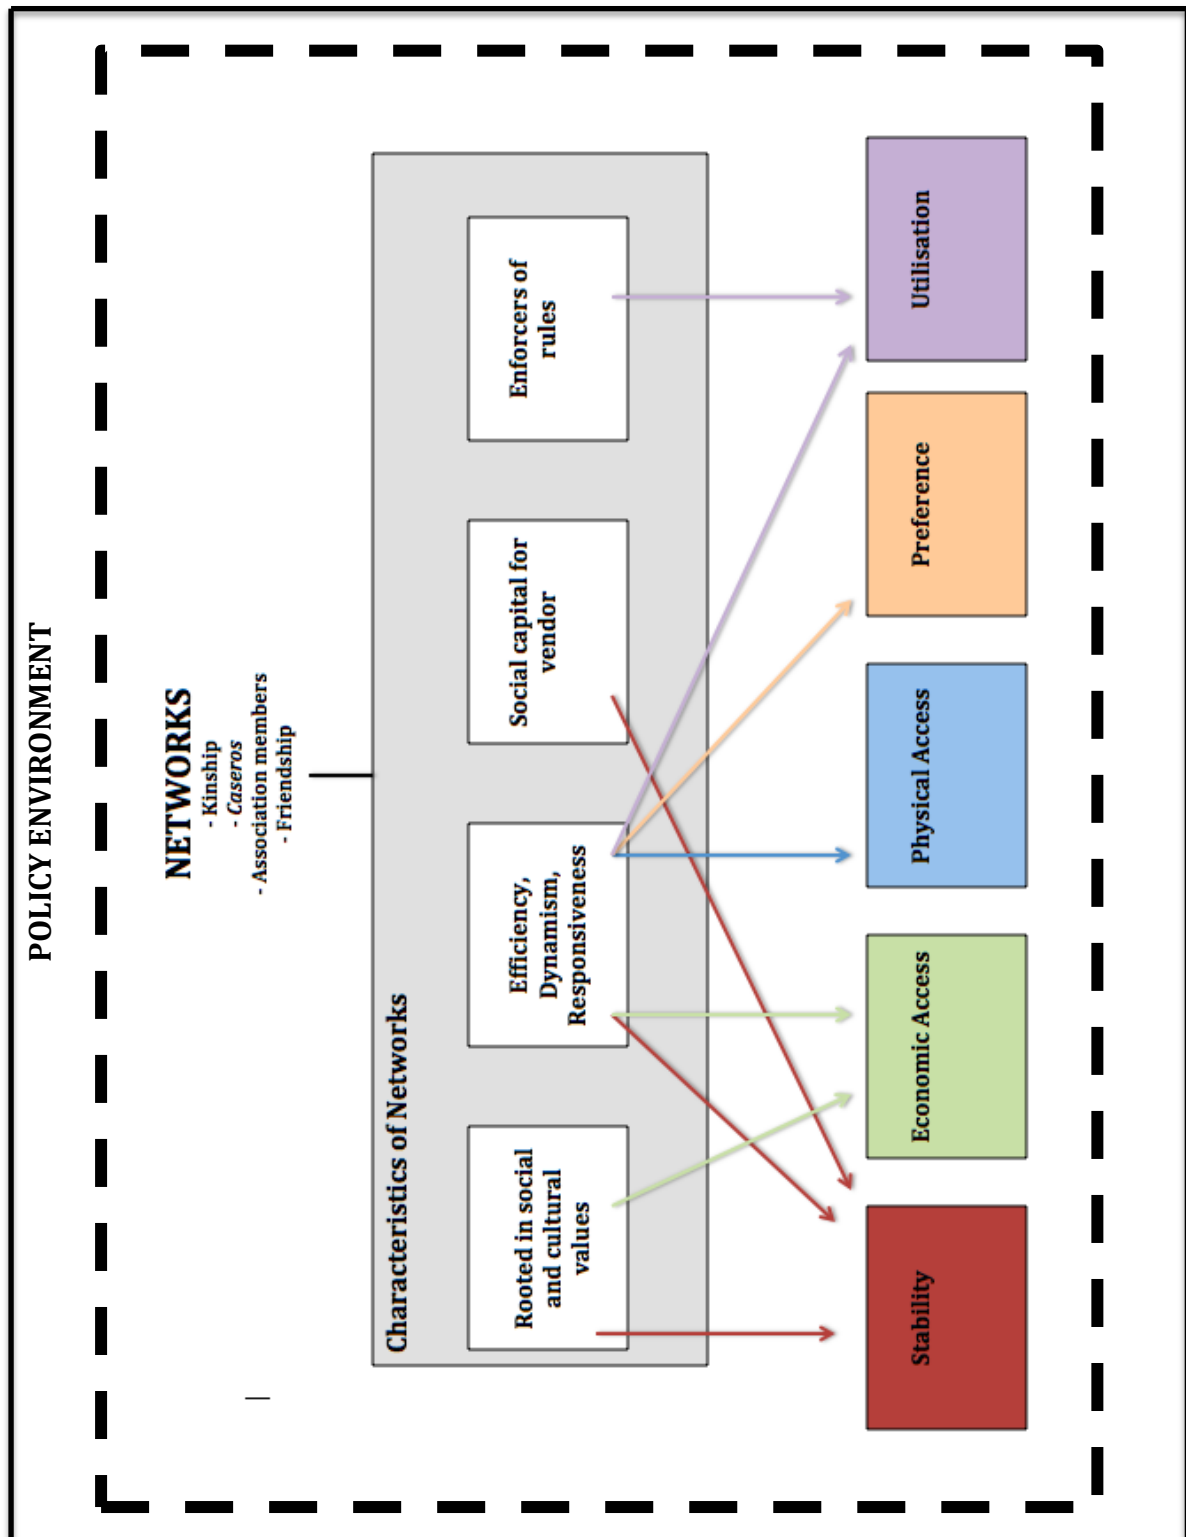 POLICY ENVIRONMENT
NETWORKS
- Kinship
- Caseros
- Association members
- Friendship
Characteristics of Networks
Rooted in social
and cultural
values
Efficiency,
Dynamism,
Responsiveness
Social capital for
vendor
Enforcers of
rules
Stability
Economic Access
Physical Access
Preference
Utilisation